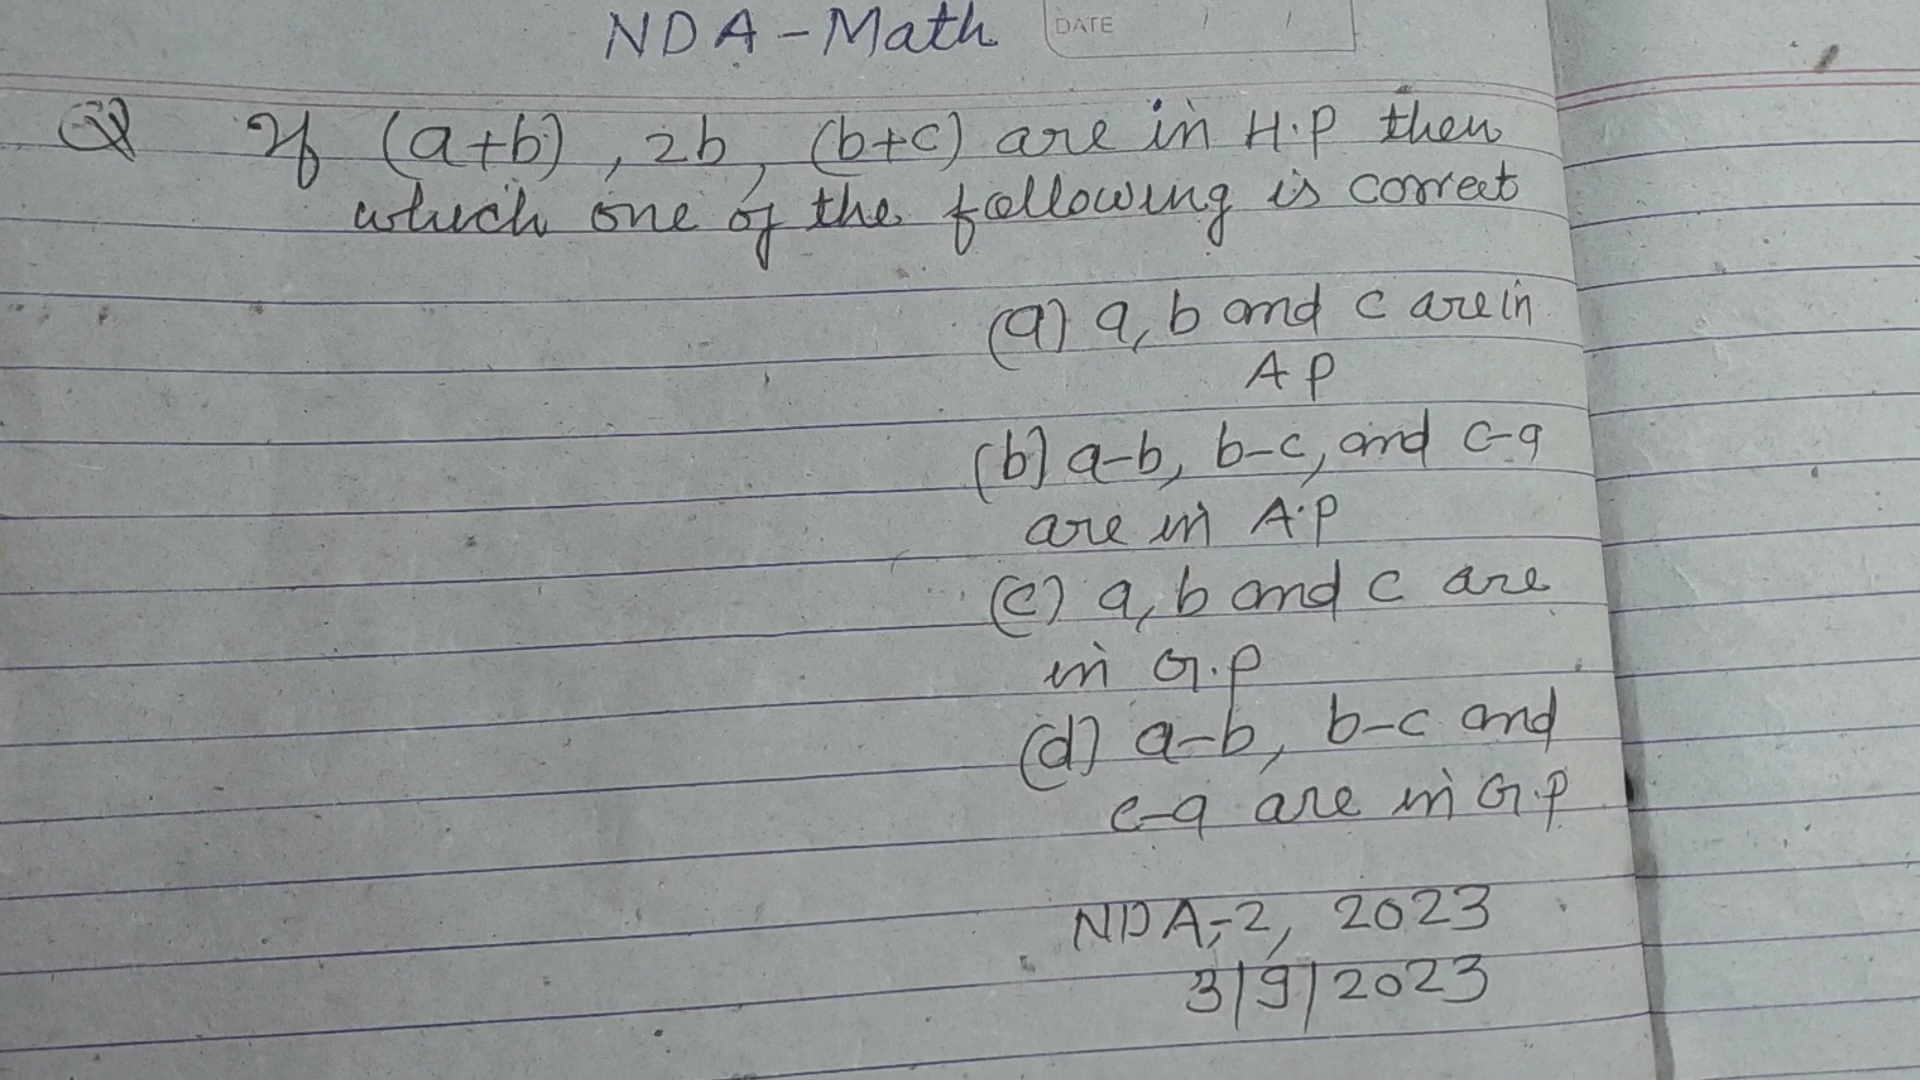 NDA-Math
DATE / /
Q If (a+b), 2b, (b+c) are in H.P then
which one of the following is correct
(a) a, b and c are in
A P
(b) a-b, b-c, and c-a
are in A.P
(c) a, b and c are
in G.P
(d) a-b, b-c and
c-a are in G.P
NDA-2, 2023
3/9/2023